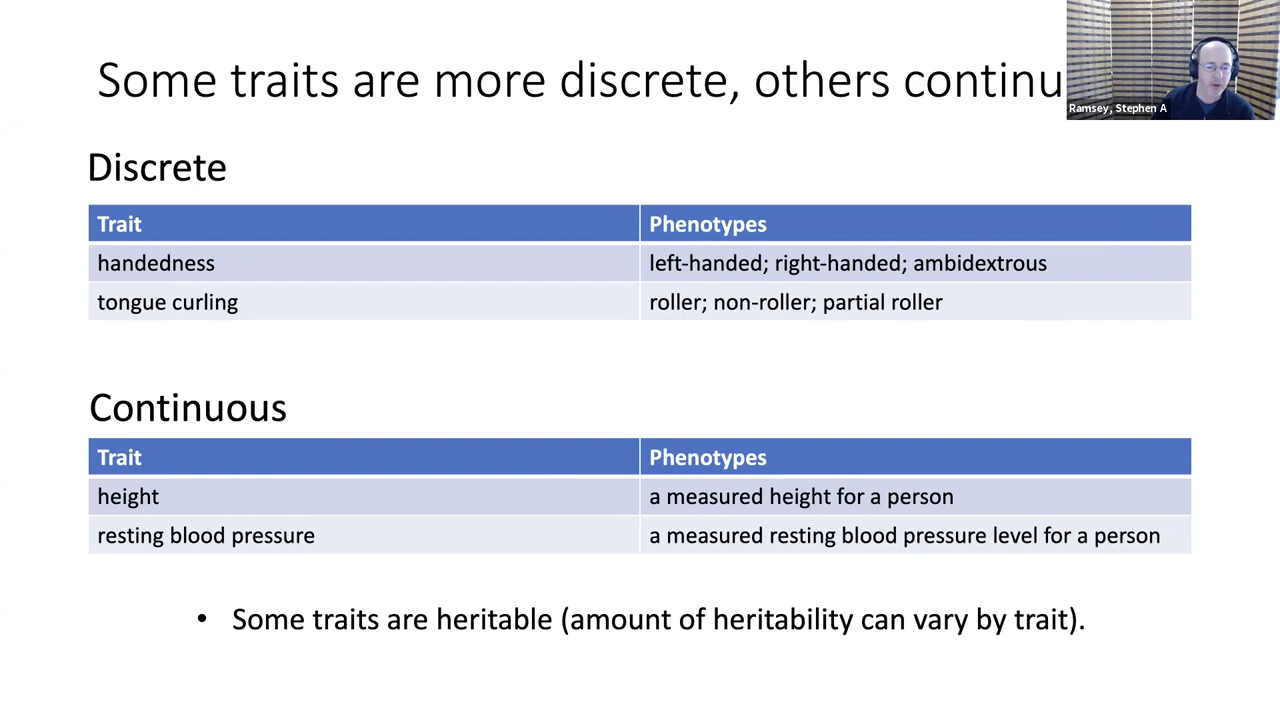 Some traits are more discrete, others continu
Ramsey, Stephen A
Discrete
Trait Phenotypes
handedness left-handed; right-handed; ambidextrous
tongue curling roller; non-roller; partial roller
Continuous
Trait Phenotypes
height a measured height for a person
resting blood pressure a measured resting blood pressure level for a person
• Some traits are heritable (amount of heritability can vary by trait).